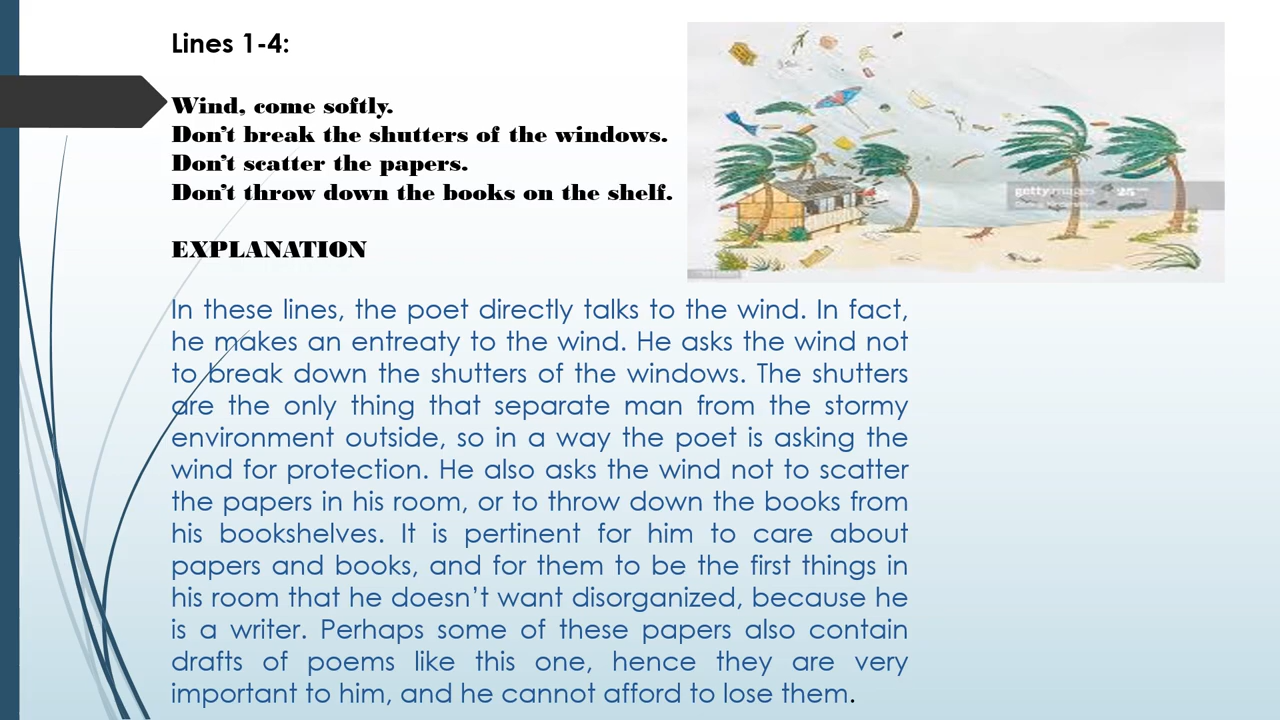 Lines 1-4:
Wind, come softly.
Don't break the shutters of the windows.
Don't scatter the papers.
Don't throw down the books on the shelf.
EXPLANATION
In these lines, the poet directly talks to the wind. In fact,
he makes an entreaty to the wind. He asks the wind not
to break down the shutters of the windows. The shutters
are the only thing that separate man from the stormy
environment outside, so in a way the poet is asking the
wind for protection. He also asks the wind not to scatter
the papers in his room, or to throw down the books from
his bookshelves. It is pertinent for him to care about
papers and books, and for them to be the first things in
his room that he doesn't want disorganized, because he
is a writer. Perhaps some of these papers also contain
drafts of poems like this one, hence they are very
important to him, and he cannot afford to lose them.
gettyimages